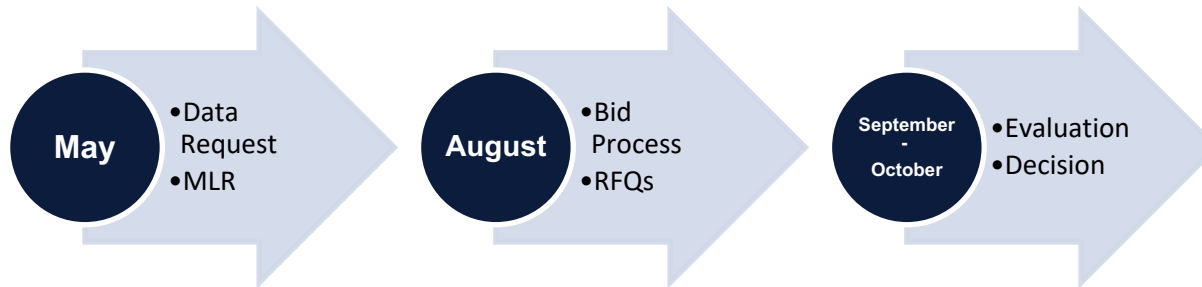 May
•Data
Request
•MLR
August
•Bid
Process
•RFQs
September
-
October
•Evaluation
•Decision